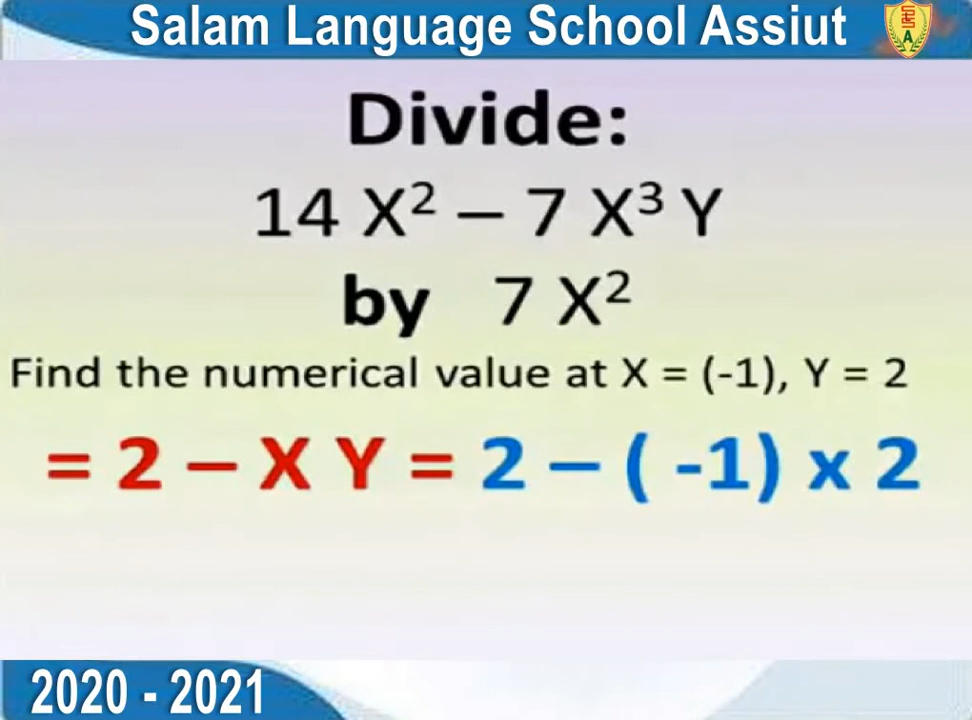 Salam Language School Assiut
Divide:
14 X² – 7 X³ Y
by 7 X²
Find the numerical value at X = (-1), Y = 2
= 2 – X Y = 2 – ( -1) x 2
2020 - 2021